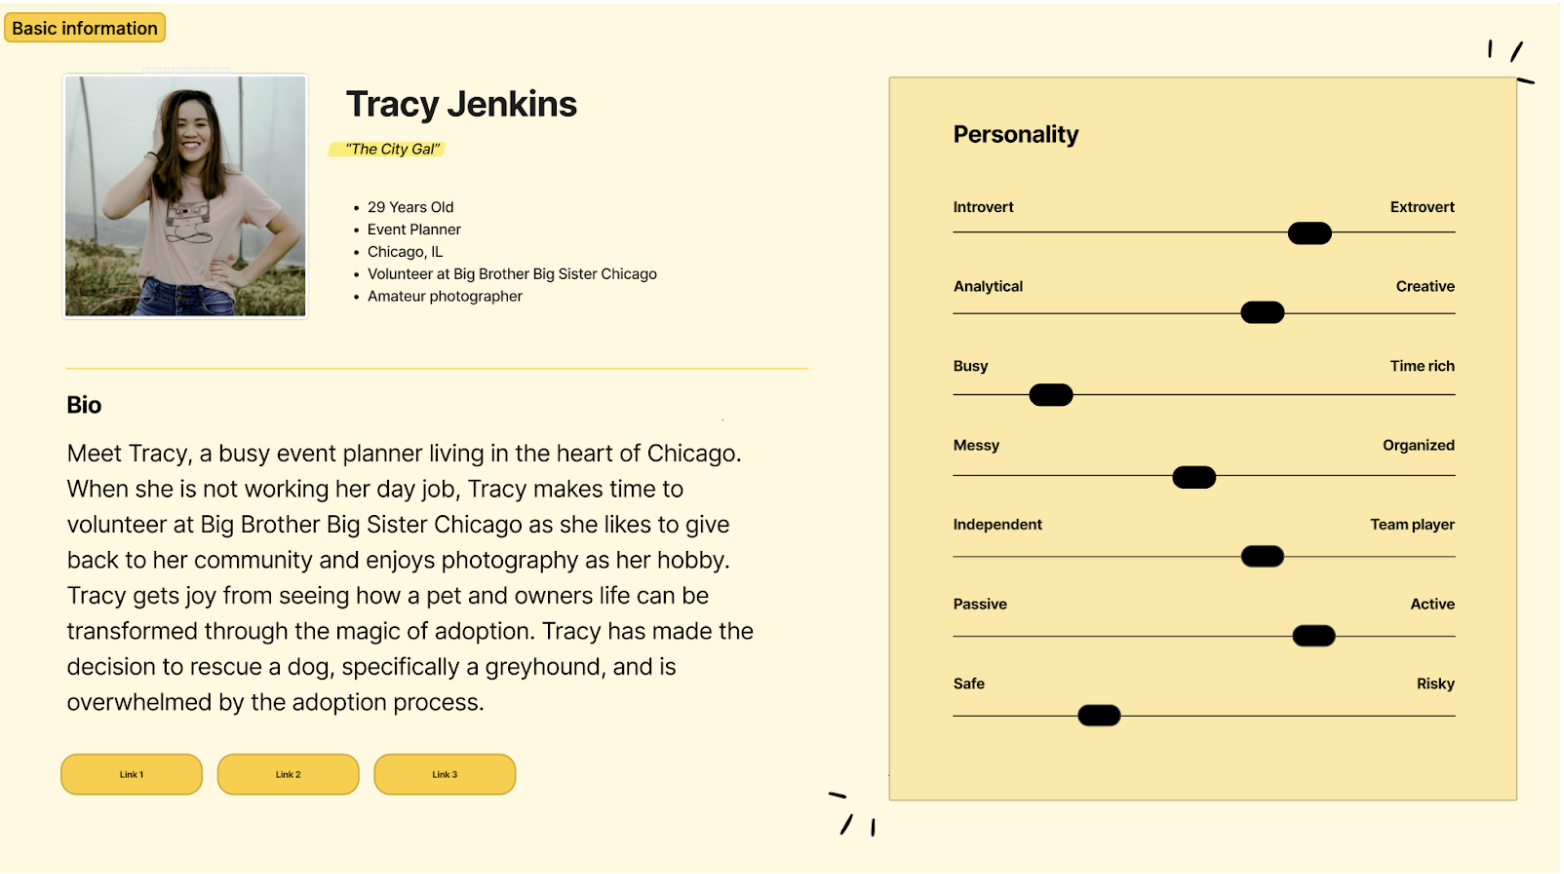 Basic information
Tracy Jenkins
“The City Gal”
• 29 Years Old
• Event Planner
• Chicago, IL
• Volunteer at Big Brother Big Sister Chicago
• Amateur photographer
Bio
Meet Tracy, a busy event planner living in the heart of Chicago.
When she is not working her day job, Tracy makes time to
volunteer at Big Brother Big Sister Chicago as she likes to give
back to her community and enjoys photography as her hobby.
Tracy gets joy from seeing how a pet and owners life can be
transformed through the magic of adoption. Tracy has made the
decision to rescue a dog, specifically a greyhound, and is
overwhelmed by the adoption process.
Link 1 Link 2 Link 3
Personality
Introvert Extrovert
Analytical Creative
Busy Time rich
Messy Organized
Independent Team player
Passive Active
Safe Risky